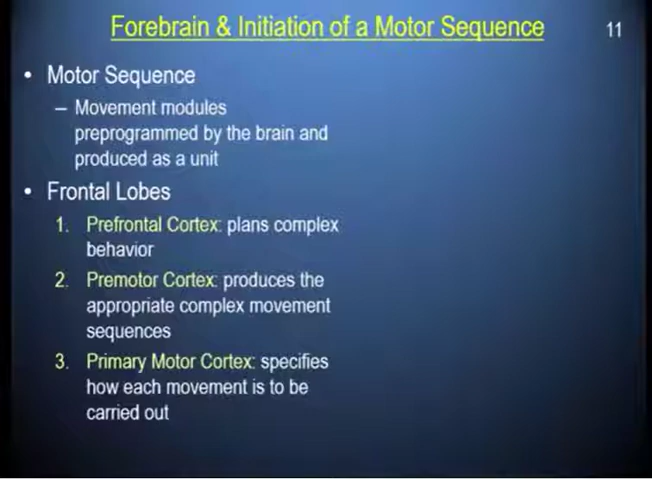 Forebrain & Initiation of a Motor Sequence
11
• Motor Sequence
– Movement modules
preprogrammed by the brain and
produced as a unit
• Frontal Lobes
1. Prefrontal Cortex: plans complex
behavior
2. Premotor Cortex: produces the
appropriate complex movement
sequences
3. Primary Motor Cortex: specifies
how each movement is to be
carried out